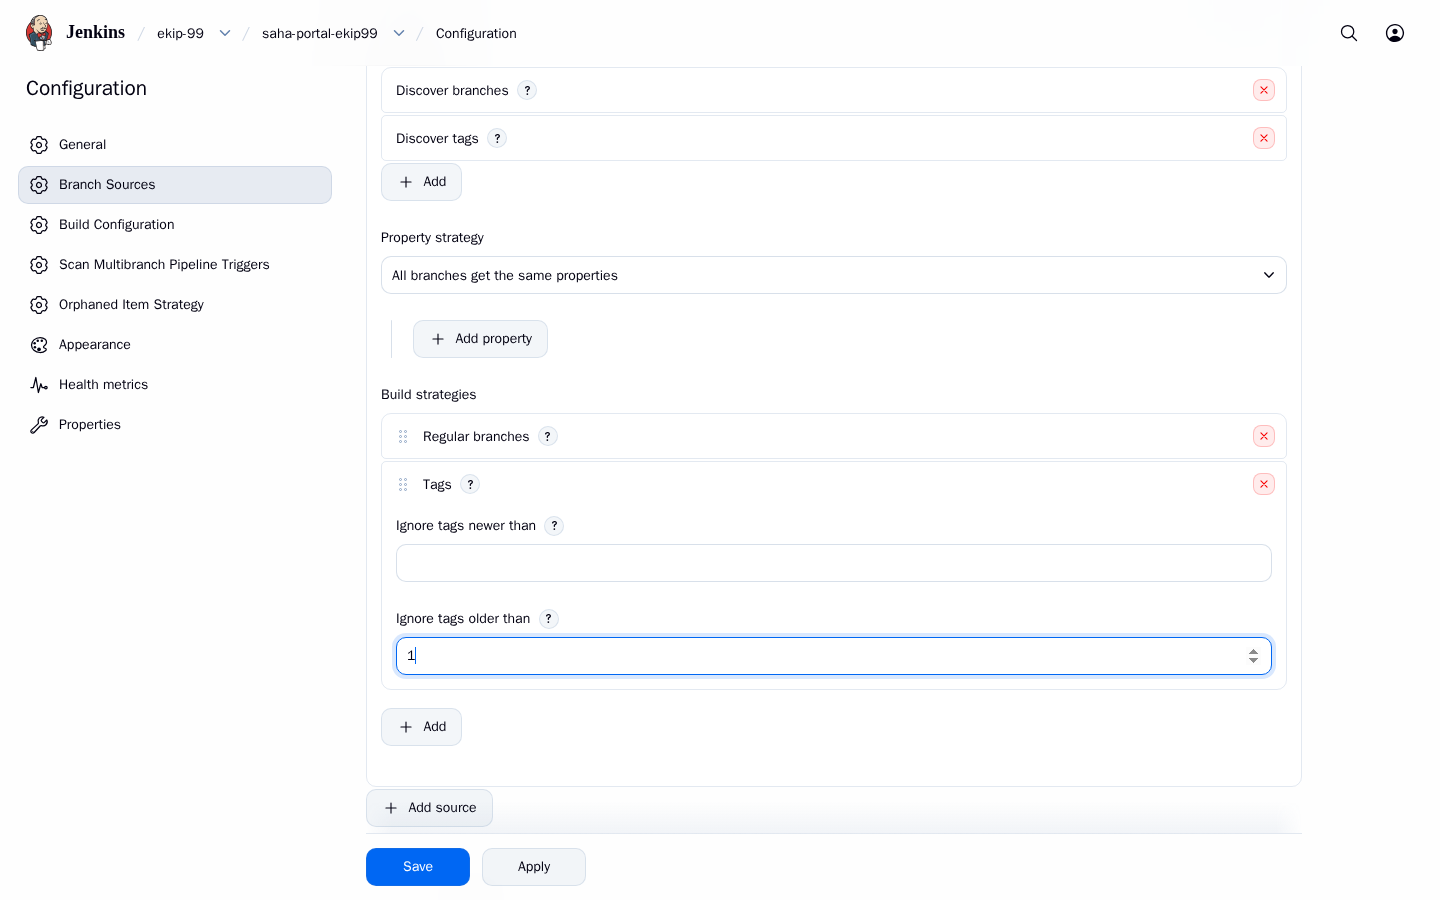 Jenkins / ekip-99 / saha-portal-ekip99 / Configuration
Configuration
General
Branch Sources
Build Configuration
Scan Multibranch Pipeline Triggers
Orphaned Item Strategy
Appearance
Health metrics
Properties
Discover branches ?
Discover tags ?
Add
Property strategy
All branches get the same properties
Add property
Build strategies
Regular branches ?
Tags ?
Ignore tags newer than ?
Ignore tags older than ?
1
Add
Add source
Save Apply